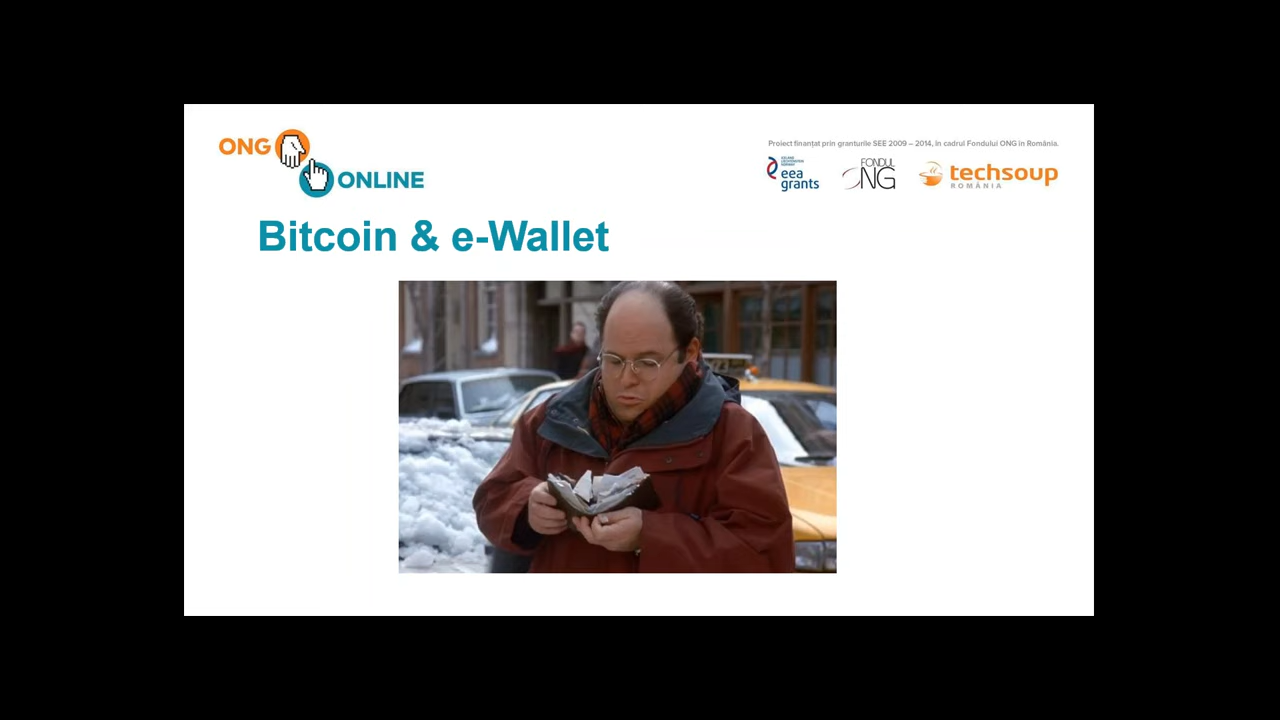 ONG
ONLINE
Proiect finanțat prin granturile SEE 2009 – 2014, în cadrul Fondului ONG în România.
eea
grants
FONDUL
ONG
techsoup
ROMÂNIA
Bitcoin & e-Wallet